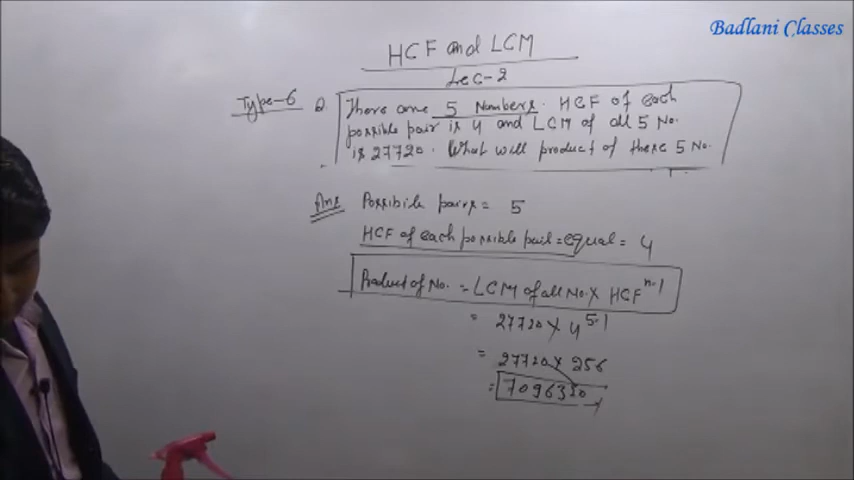 Badlani Classes
HCF and LCM
Lec-2
Type-6 Q. There are 5 Numbers. HCF of each
possible pair is 4 and LCM of all 5 No.
is 27720. What will product of these 5 No.
Ans Possibile pairs = 5
HCF of each possible pair = equal = 4
Product of No. = LCM of all No. x HCF^n-1
= 27720 x 4^5-1
= 27720 x 256
= 7096320